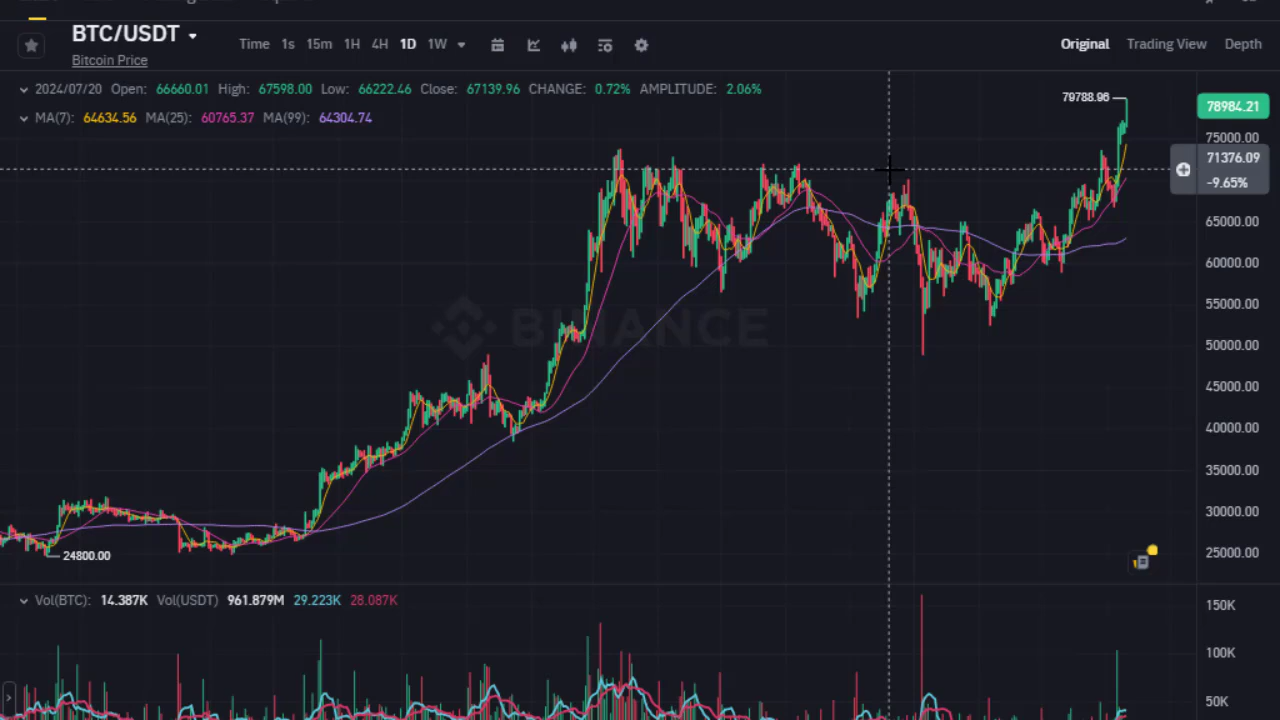 BTC/USDT
Bitcoin Price
Time 1s 15m 1H 4H 1D 1W
Original Trading View Depth
2024/07/20 Open: 66660.01 High: 67598.00 Low: 66222.46 Close: 67139.96 CHANGE: 0.72% AMPLITUDE: 2.06%
MA(7): 64634.56 MA(25): 60765.37 MA(99): 64304.74
79788.96
78984.21
75000.00
71376.09
-9.65%
65000.00
60000.00
55000.00
BINANCE
50000.00
45000.00
40000.00
35000.00
30000.00
24800.00
25000.00
Vol(BTC): 14.387K Vol(USDT) 961.879M 29.223K 28.087K
150K
100K
50K